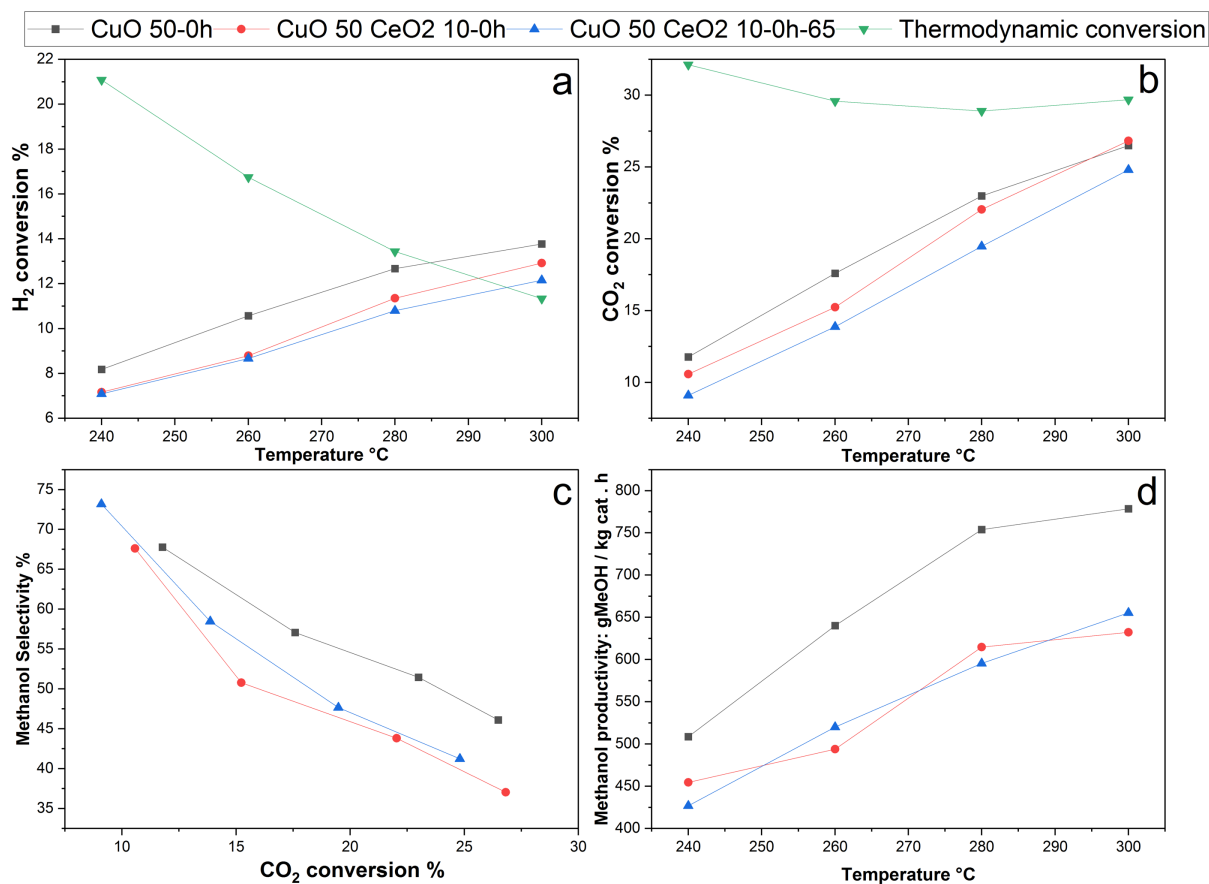 CuO 50-0h CuO 50 CeO2 10-0h CuO 50 CeO2 10-0h-65 Thermodynamic conversion
a
H₂ conversion %
22
20
18
16
14
12
10
8
6
240 250 260 270 280 290 300
Temperature °C
b
CO₂ conversion %
30
25
20
15
10
240 250 260 270 280 290 300
Temperature °C
c
Methanol Selectivity %
75
70
65
60
55
50
45
40
35
10 15 20 25 30
CO₂ conversion %
d
Methanol productivity: gMeOH / kg cat . h
800
750
700
650
600
550
500
450
400
240 250 260 270 280 290 300
Temperature °C